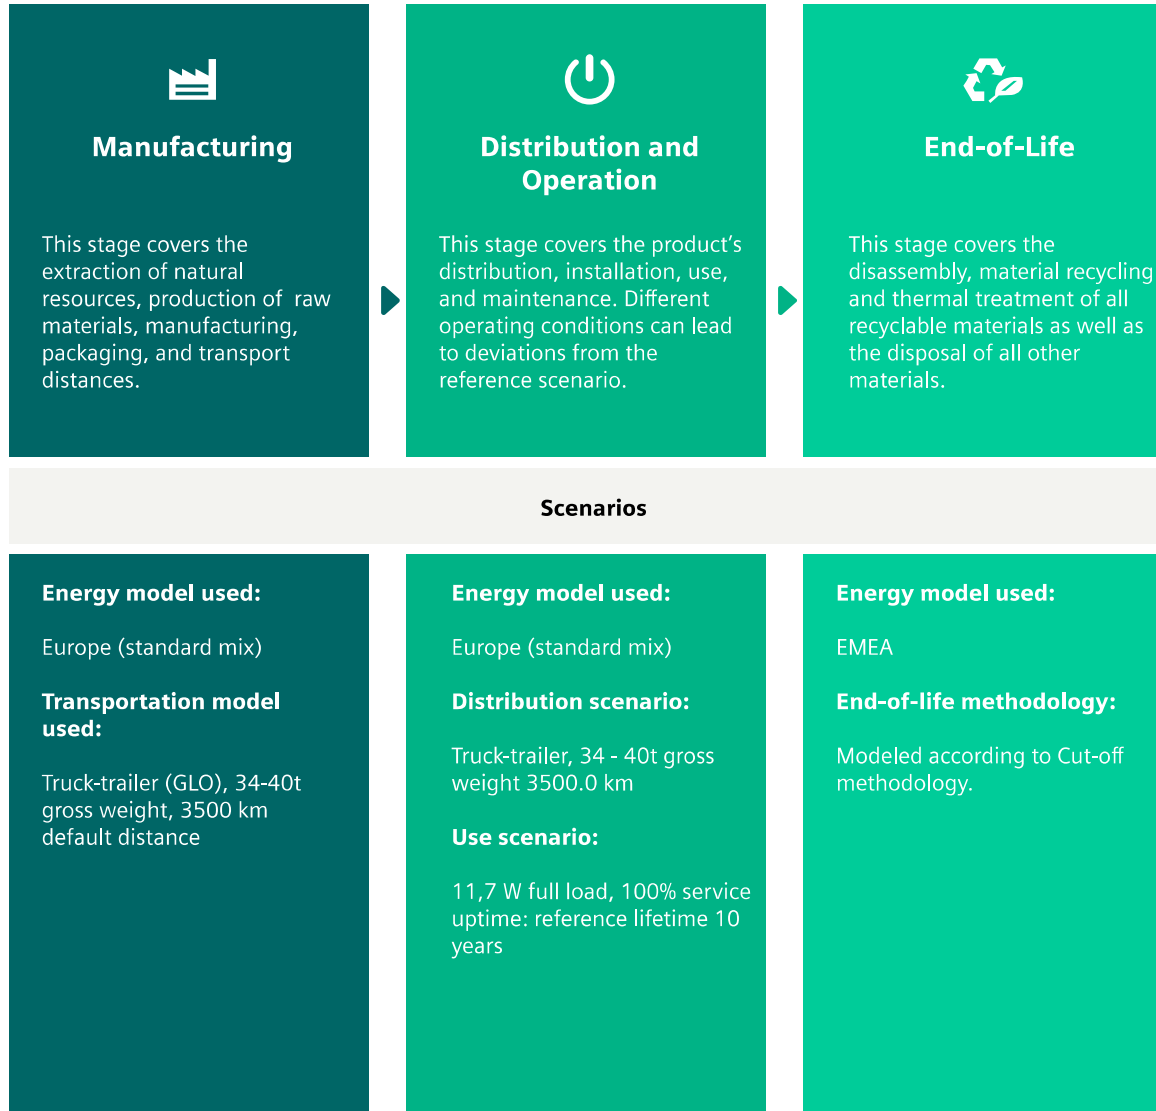 Manufacturing
This stage covers the
extraction of natural
resources, production of  raw
materials, manufacturing,
packaging, and transport
distances.
Distribution and
Operation
This stage covers the product’s
distribution, installation, use,
and maintenance. Different
operating conditions can lead
to deviations from the
reference scenario.
End-of-Life
This stage covers the
disassembly, material recycling
and thermal treatment of all
recyclable materials as well as
the disposal of all other
materials.
Scenarios
Energy model used:
Europe (standard mix)
Transportation model
used:
Truck-trailer (GLO), 34-40t
gross weight, 3500 km
default distance
Energy model used:
Europe (standard mix)
Distribution scenario:
Truck-trailer, 34 - 40t gross
weight 3500.0 km
Use scenario:
11,7 W full load, 100% service
uptime: reference lifetime 10
years
Energy model used:
EMEA
End-of-life methodology:
Modeled according to Cut-off
methodology.